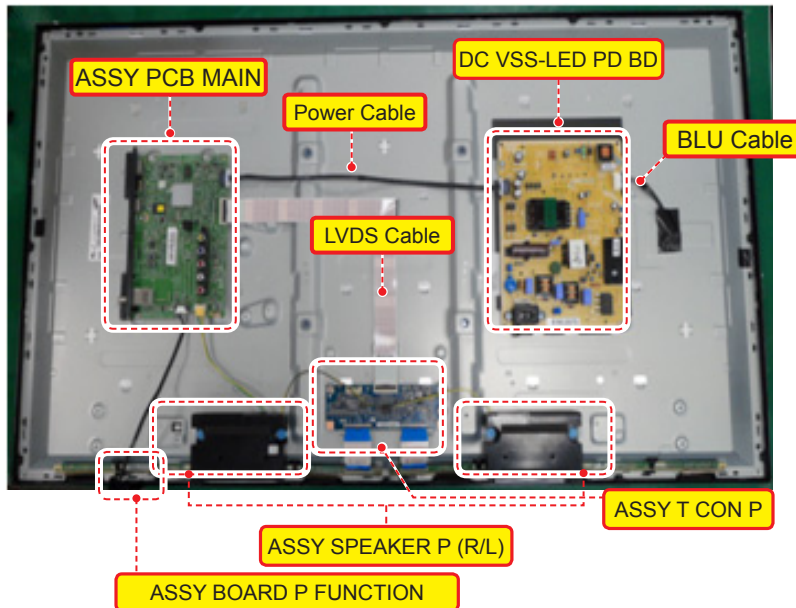 DC VSS-LED PD BD
ASSY PCB MAIN
Power Cable
BLU Cable
LVDS Cable
ASSY T CON P
ASSY SPEAKER P (R/L)
ASSY BOARD P FUNCTION